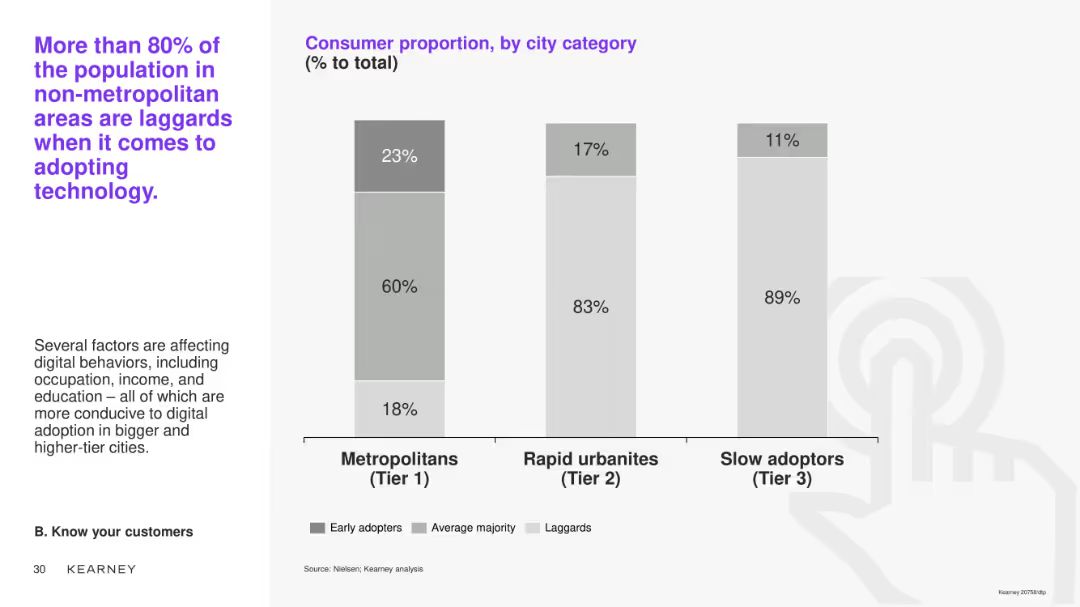 More than 80% of
the population in
non-metropolitan
areas are laggards
when it comes to
adopting
technology.
Several factors are affecting
digital behaviors, including
occupation, income, and
education – all of which are
more conducive to digital
adoption in bigger and
higher-tier cities.
B. Know your customers
30 KEARNEY
Consumer proportion, by city category
(% to total)
23%
60%
18%
17%
83%
11%
89%
Metropolitans
(Tier 1)
Rapid urbanites
(Tier 2)
Slow adoptors
(Tier 3)
Early adopters Average majority Laggards
Source: Nielsen; Kearney analysis